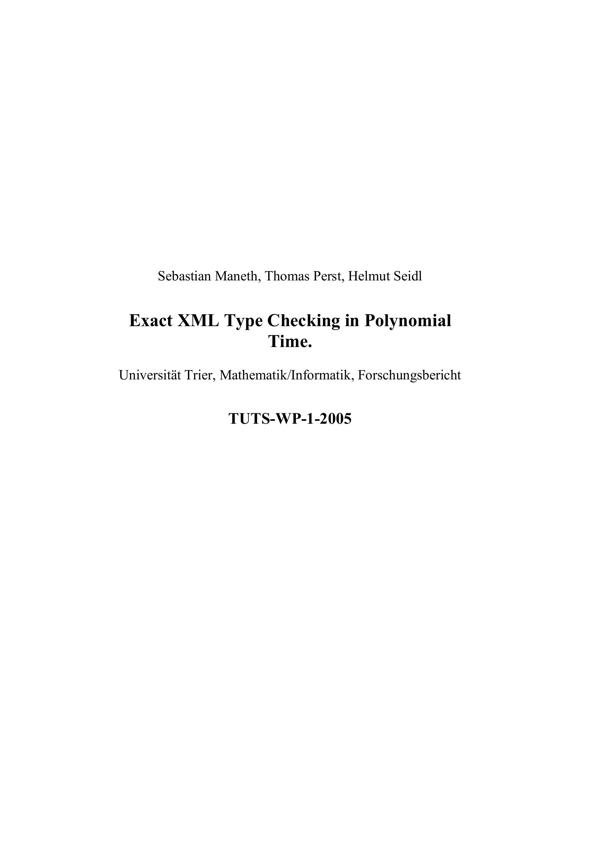 Sebastian Maneth, Thomas Perst, Helmut Seidl
Exact XML Type Checking in Polynomial
Time.
Universität Trier, Mathematik/Informatik, Forschungsbericht
TUTS-WP-1-2005